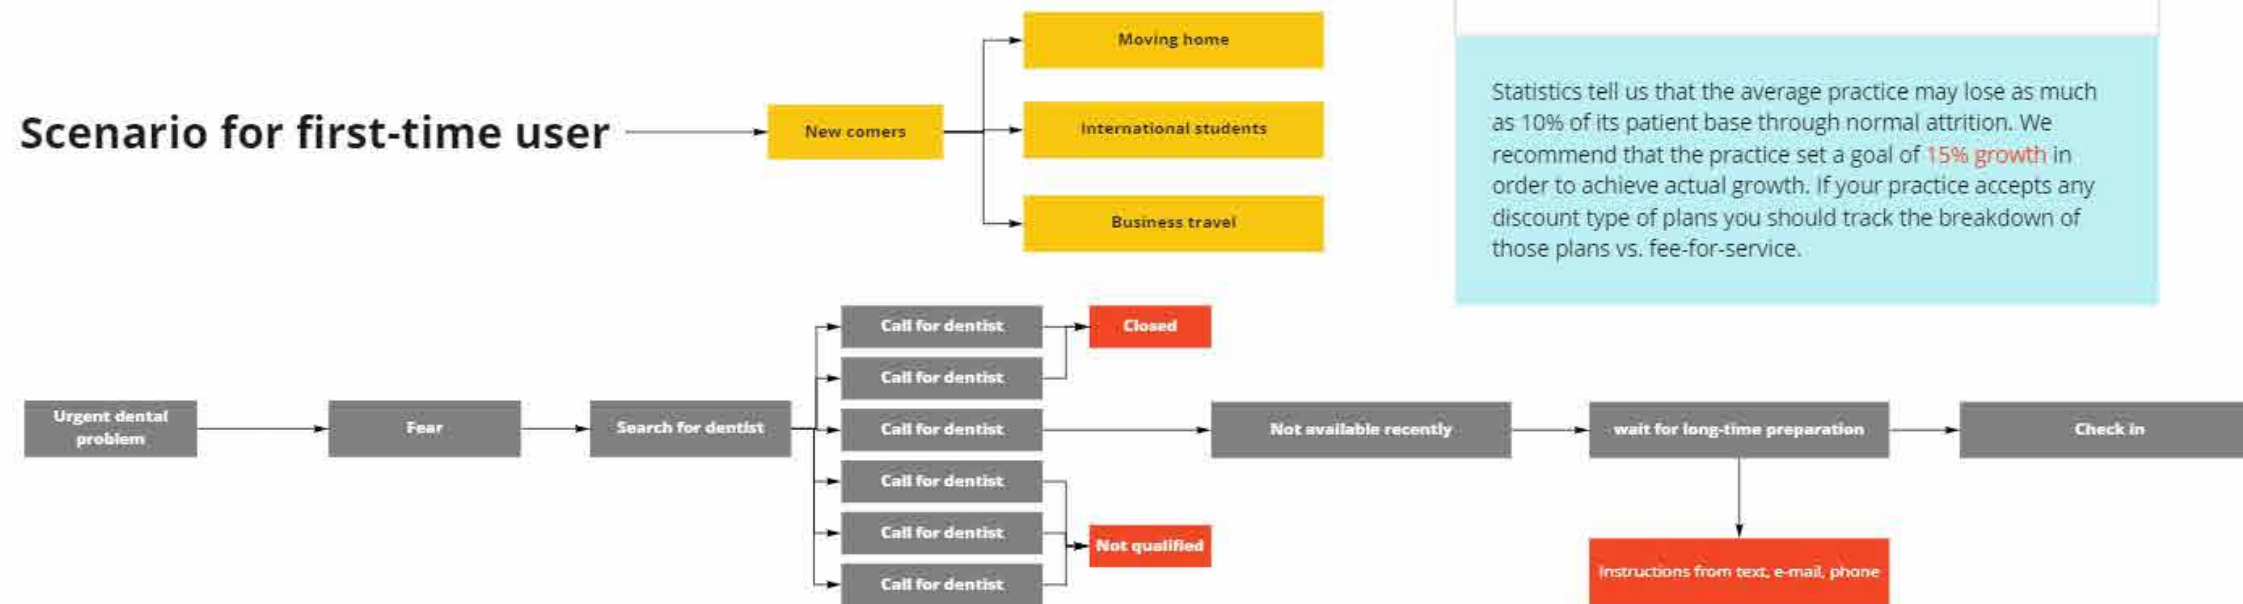 Moving home
Scenario for first-time user
New comers
International students
Business travel
Statistics tell us that the average practice may lose as much
as 10% of its patient base through normal attrition. We
recommend that the practice set a goal of 15% growth in
order to achieve actual growth. If your practice accepts any
discount type of plans you should track the breakdown of
those plans vs. fee-for-service.
Urgent dental
problem
Fear
Search for dentist
Call for dentist
Call for dentist
Call for dentist
Call for dentist
Call for dentist
Call for dentist
Closed
Not qualified
Not available recently
wait for long-time preparation
Check in
Instructions from text, e-mail, phone